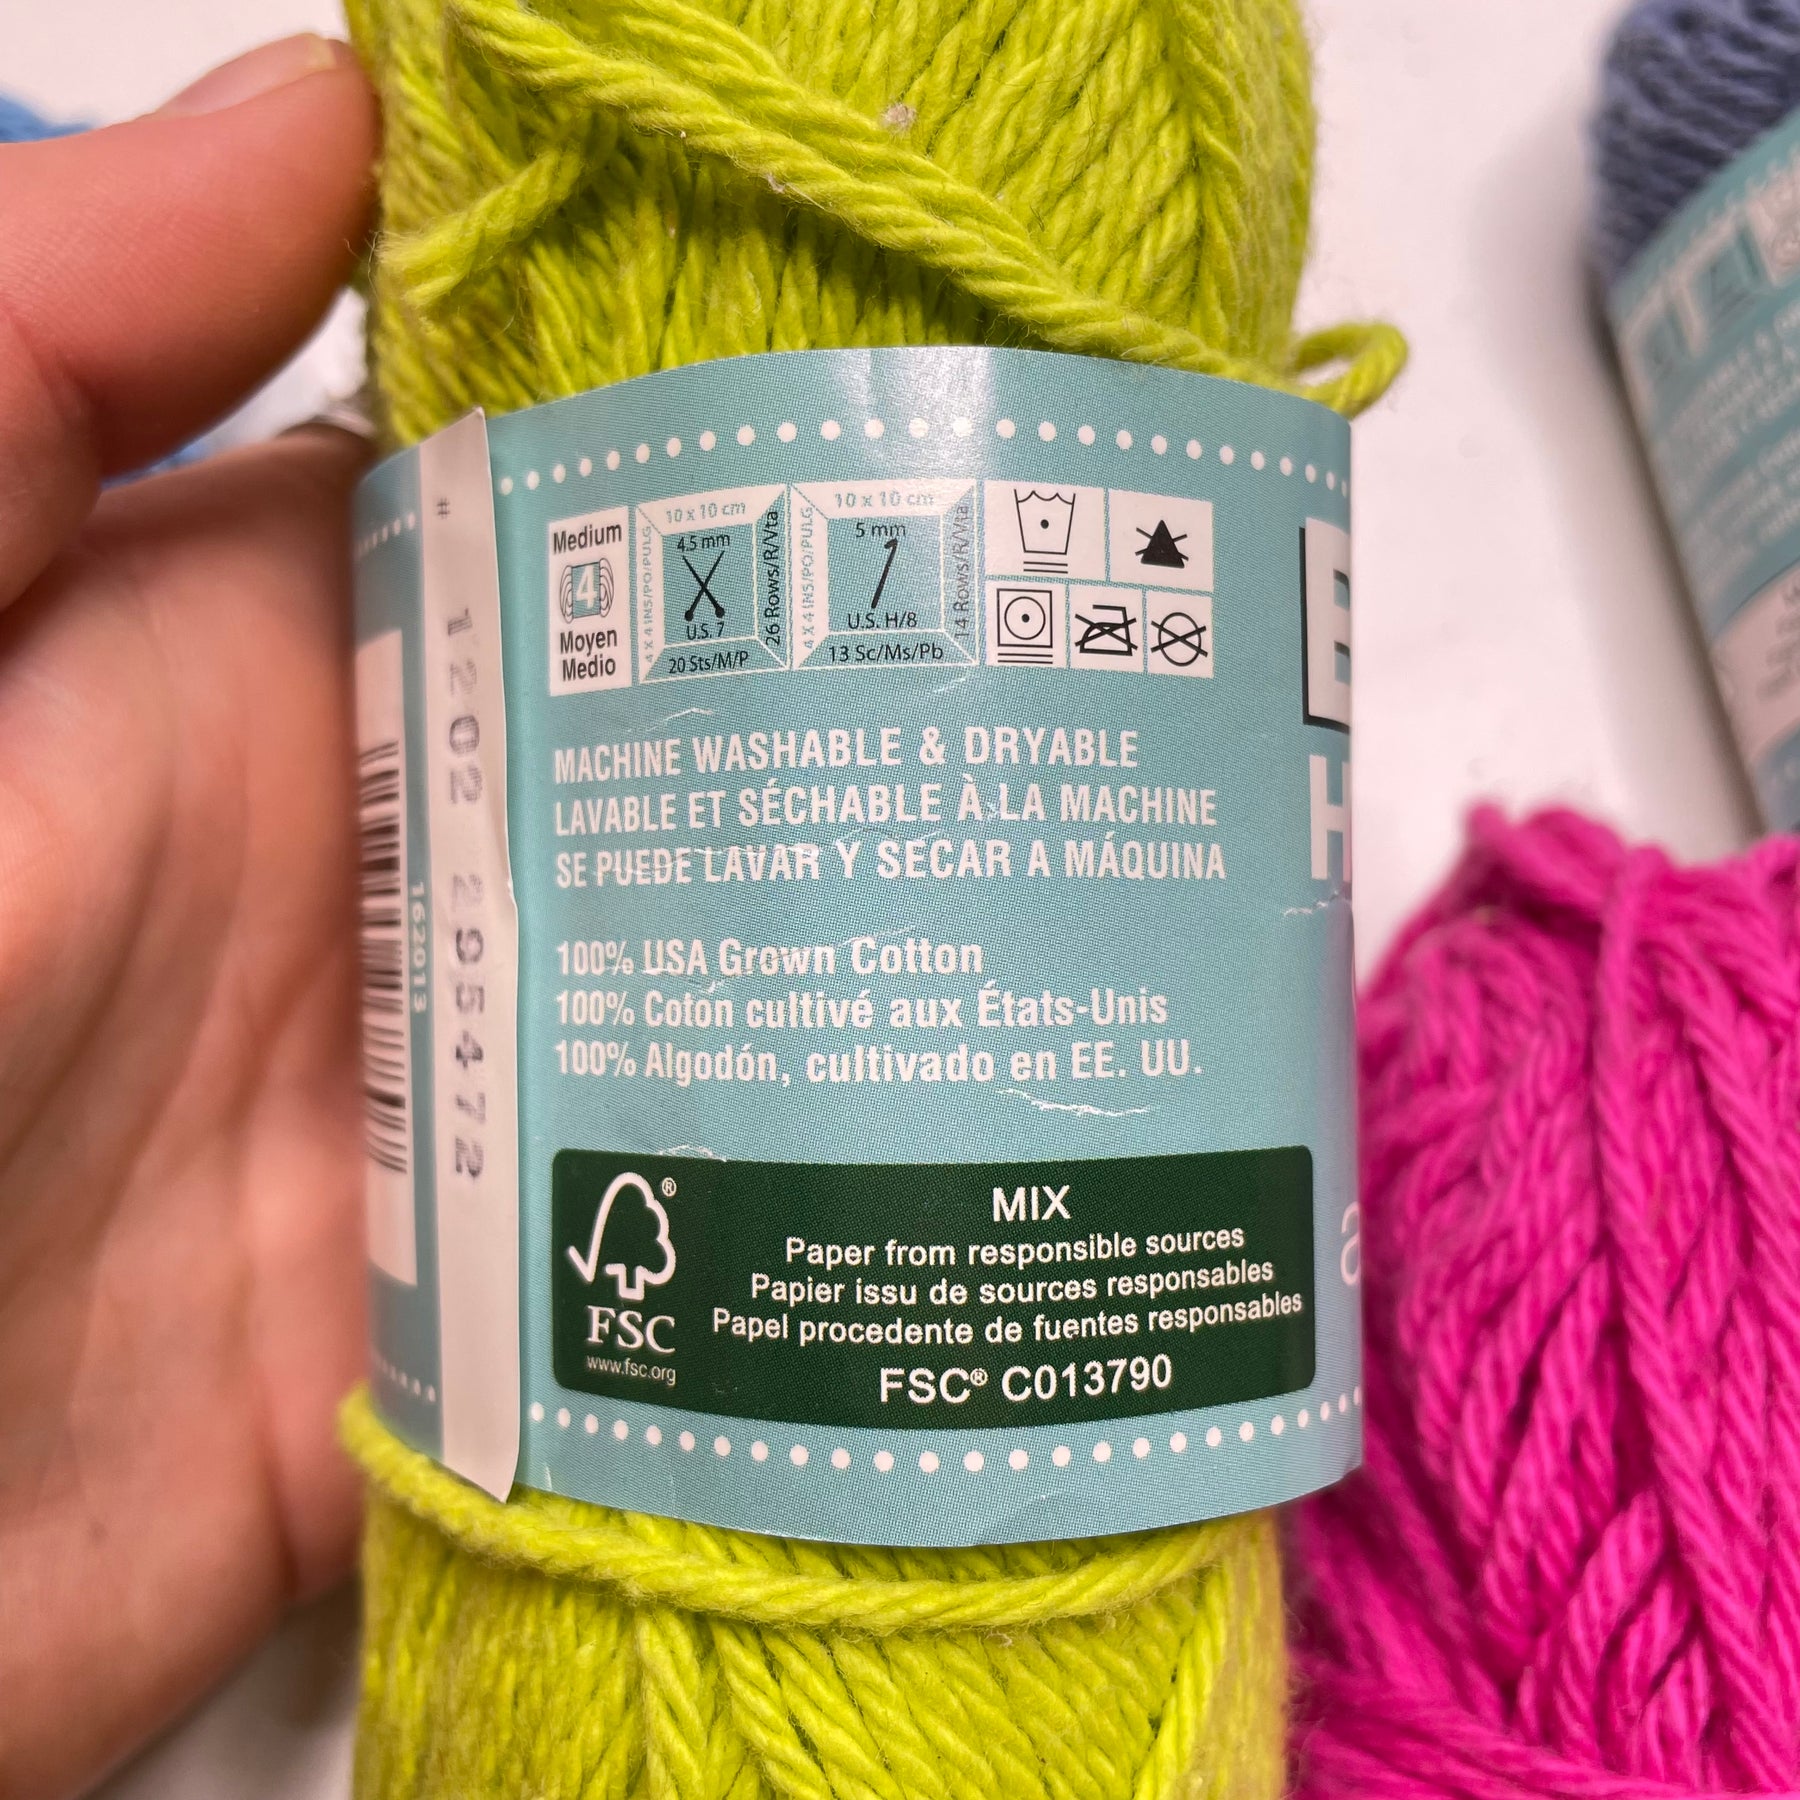 Medium
4
Moyen
Medio
10 x 10 cm
4 X 4 INS/PO/PULG
4.5 mm
U.S. 7
26 Rows/R/Vta
20 Sts/M/P
10 x 10 cm
4 X 4 INS/PO/PULG
5 mm
U.S. H/8
14 Rows/R/Vta
13 Sc/Ms/Pb
MACHINE WASHABLE & DRYABLE
LAVABLE ET SÉCHABLE À LA MACHINE
SE PUEDE LAVAR Y SECAR A MÁQUINA
100% USA Grown Cotton
100% Coton cultivé aux États-Unis
100% Algodón, cultivado en EE. UU.
MIX
Paper from responsible sources
Papier issu de sources responsables
Papel procedente de fuentes responsables
FSC® C013790
®
FSC
www.fsc.org
# 1202 295472
162013